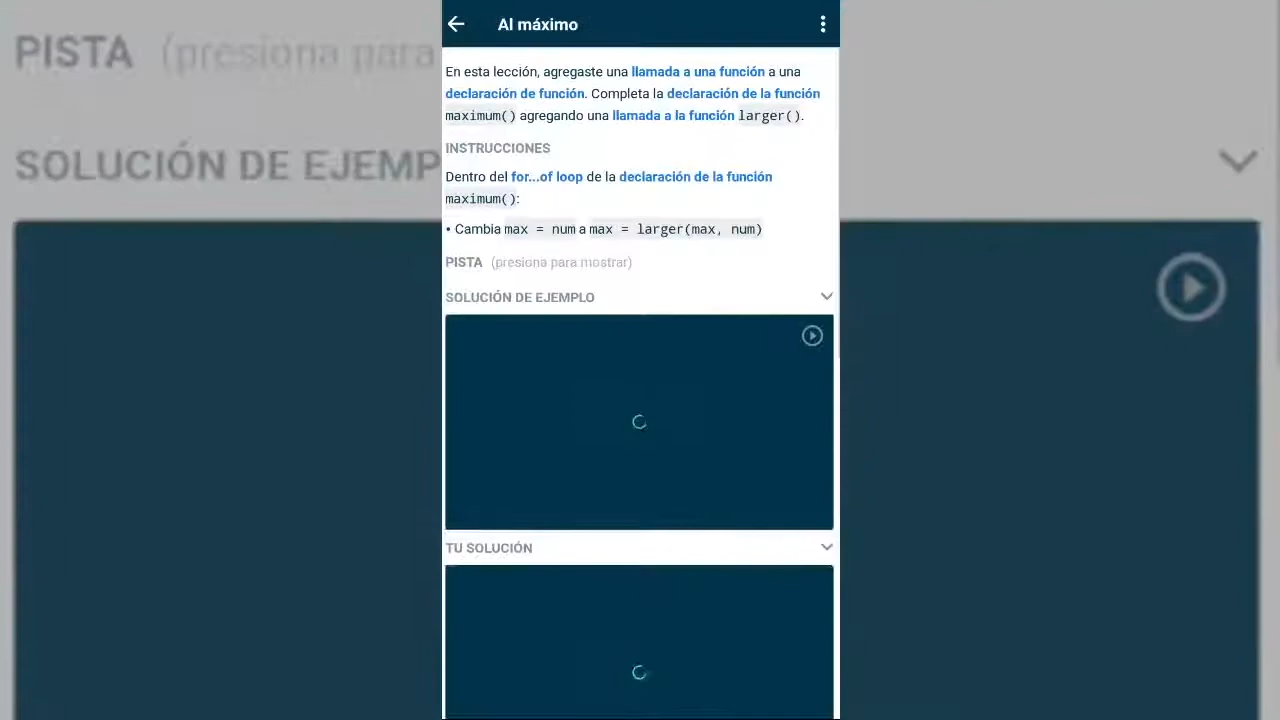 Al máximo
En esta lección, agregaste una llamada a una función a una
declaración de función. Completa la declaración de la función
maximum() agregando una llamada a la función larger().
INSTRUCCIONES
Dentro del for...of loop de la declaración de la función
maximum():
• Cambia max = num a max = larger(max, num)
PISTA (presiona para mostrar)
SOLUCIÓN DE EJEMPLO
TU SOLUCIÓN
PISTA (presiona para
SOLUCIÓN DE EJEMP